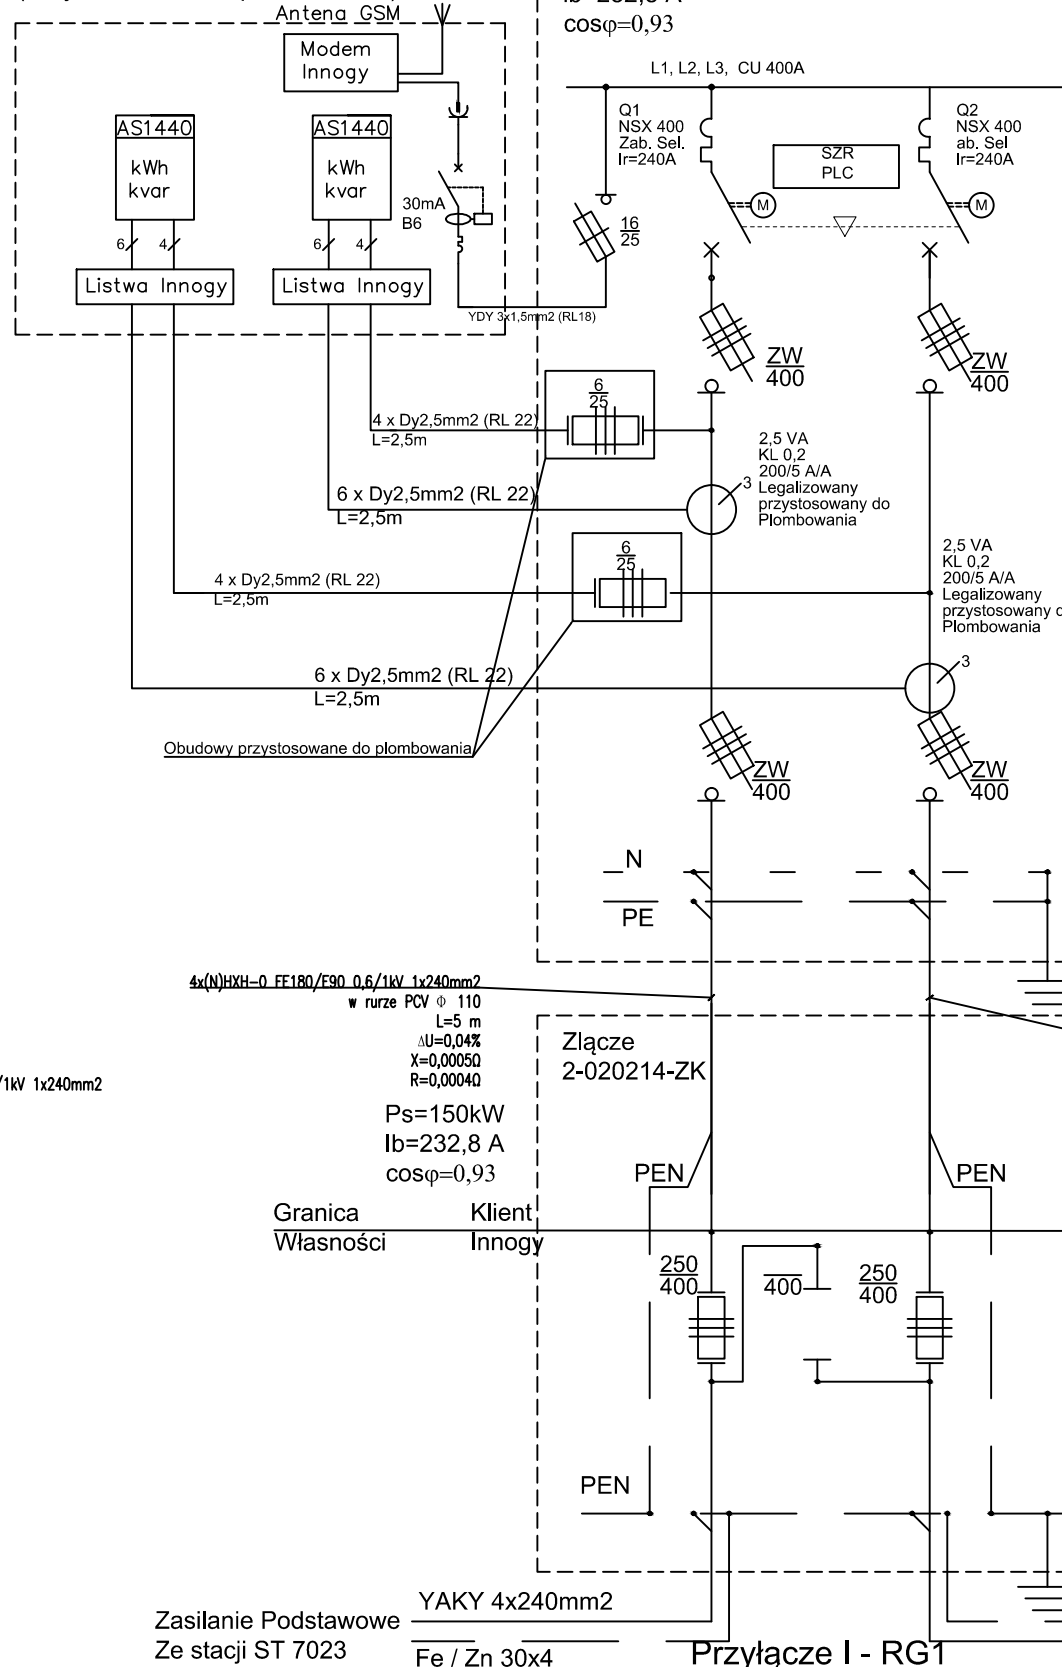 Antena GSM
cosφ=0,93
Modem
Innogy
L1, L2, L3, CU 400A
AS1440
kWh
kvar
AS1440
kWh
kvar
Q1
NSX 400
Zab. Sel.
Ir=240A
SZR
PLC
Q2
NSX 400
ab. Sel
Ir=240A
M
M
30mA
B6
16
25
6
4
6
4
Listwa Innogy
Listwa Innogy
YDY 3x1,5mm2 (RL18)
ZW
400
ZW
400
6
25
4 x Dy2,5mm2 (RL 22)
L=2,5m
2,5 VA
KL 0,2
200/5 A/A
Legalizowany
przystosowany do
Plombowania
3
6 x Dy2,5mm2 (RL 22)
L=2,5m
6
25
2,5 VA
KL 0,2
200/5 A/A
Legalizowany
przystosowany d
Plombowania
4 x Dy2,5mm2 (RL 22)
L=2,5m
3
6 x Dy2,5mm2 (RL 22)
L=2,5m
Obudowy przystosowane do plombowania
ZW
400
ZW
400
N
PE
4x(N)HXH-O FE180/E90 0,6/1kV 1x240mm2
w rurze PCV Φ 110
L=5 m
ΔU=0,04%
X=0,0005Ω
R=0,0004Ω
/1kV 1x240mm2
Zlącze
2-020214-ZK
Ps=150kW
Ib=232,8 A
cosφ=0,93
PEN
PEN
Granica Klient
Własności Innogy
250
400
400
250
400
PEN
YAKY 4x240mm2
Zasilanie Podstawowe
Ze stacji ST 7023
Fe / Zn 30x4
Przyłącze I - RG1